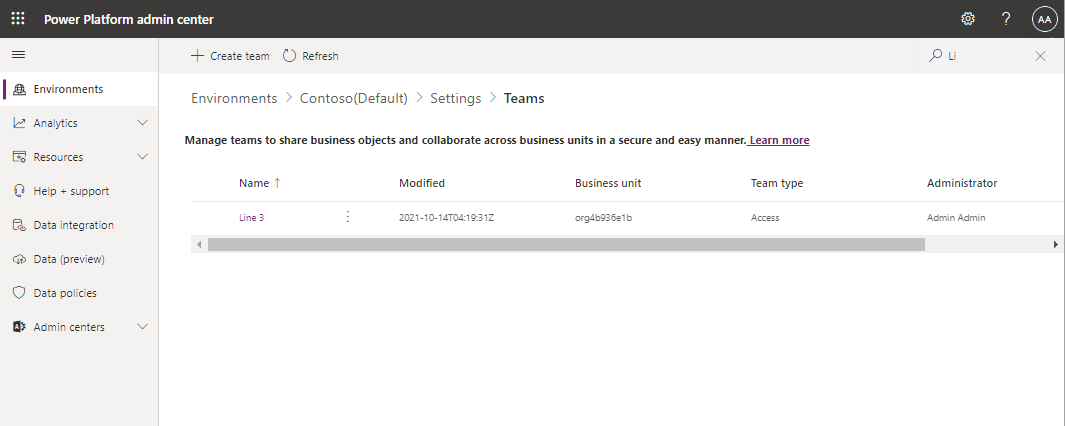 Power Platform admin center
? AA
Create team Refresh Li
Environments
Analytics
Resources
Help + support
Data integration
Data (preview)
Data policies
Admin centers
Environments > Contoso(Default) > Settings > Teams
Manage teams to share business objects and collaborate across business units in a secure and easy manner. Learn more
Name ↑ Modified Business unit Team type Administrator
Line 3 2021-10-14T04:19:31Z org4b936e1b Access Admin Admin